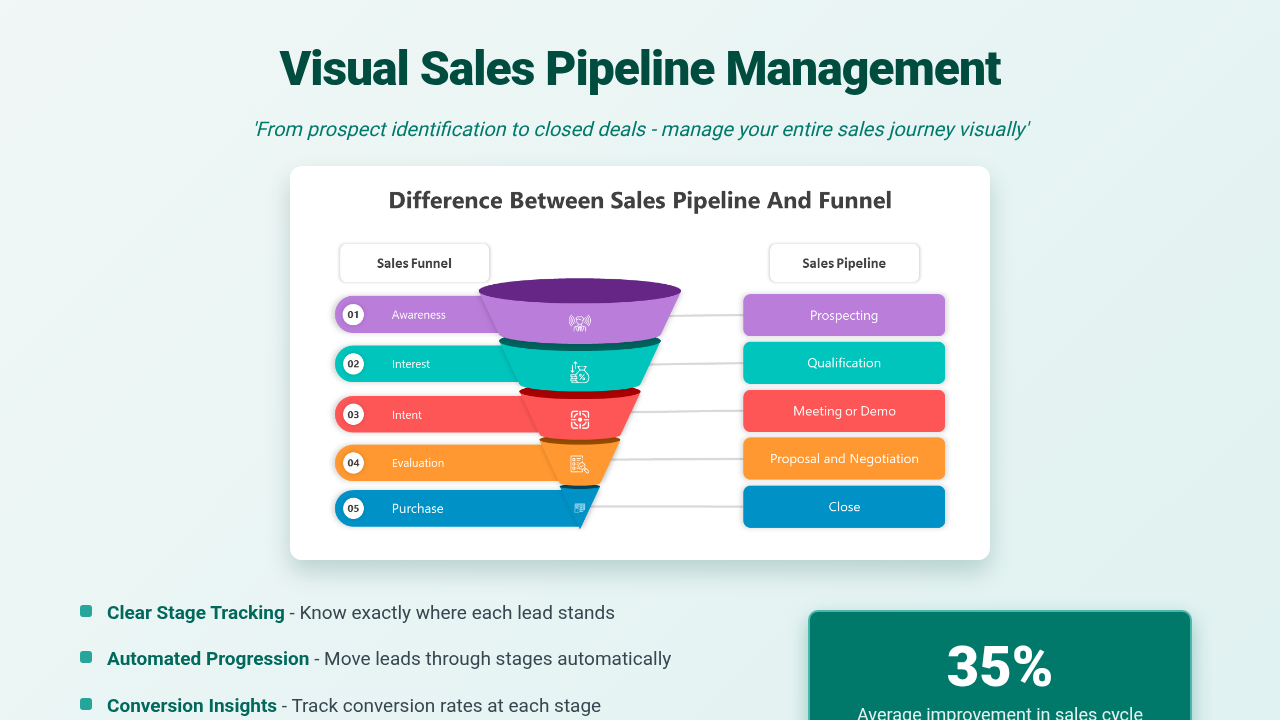 Visual Sales Pipeline Management
'From prospect identification to closed deals - manage your entire sales journey visually'
Difference Between Sales Pipeline And Funnel
Sales Funnel
Sales Pipeline
01 Awareness
Prospecting
02 Interest
Qualification
03 Intent
Meeting or Demo
04 Evaluation
Proposal and Negotiation
05 Purchase
Close
Clear Stage Tracking - Know exactly where each lead stands
Automated Progression - Move leads through stages automatically
Conversion Insights - Track conversion rates at each stage
35%
Average improvement in sales cycle